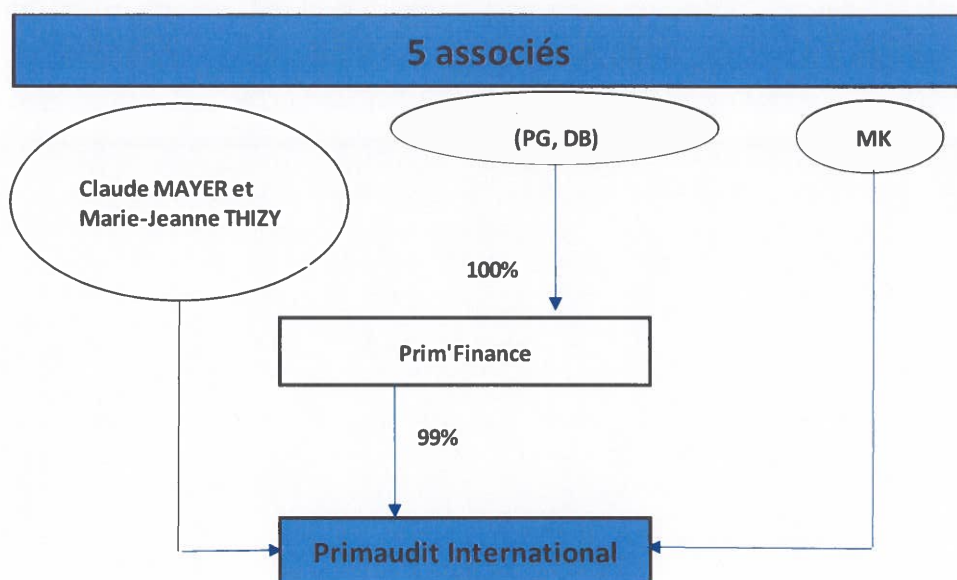 5 associés
(PG, DB)
MK
Claude MAYER et
Marie-Jeanne THIZY
100%
Prim'Finance
99%
Primaudit International